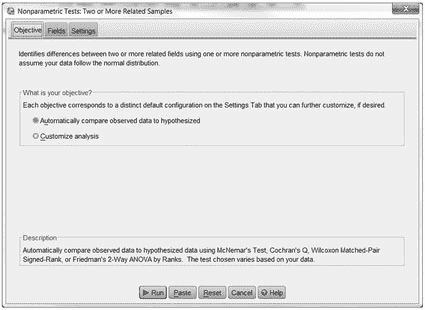 Nonparametric Tests: Two or More Related Samples
Objective Fields Settings
Identifies differences between two or more related fields using one or more nonparametric tests. Nonparametric tests do not
assume your data follow the normal distribution.
What is your objective?
Each objective corresponds to a distinct default configuration on the Settings Tab that you can further customize, if desired.
Automatically compare observed data to hypothesized
Customize analysis
Description
Automatically compare observed data to hypothesized data using McNemar's Test, Cochran's Q, Wilcoxon Matched-Pair
Signed-Rank, or Friedman's 2-Way ANOVA by Ranks. The test chosen varies based on your data.
Run Paste Reset Cancel Help